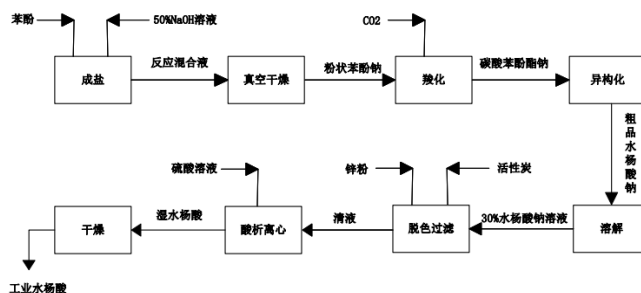 苯酚
50%NaOH溶液
CO2
成盐
反应混合液
真空干燥
粉状苯酚钠
羧化
碳酸苯酚酯钠
异构化
粗品水杨酸钠
硫酸溶液
锌粉
活性炭
干燥
湿水杨酸
酸析离心
清液
脱色过滤
30%水杨酸钠溶液
溶解
工业水杨酸